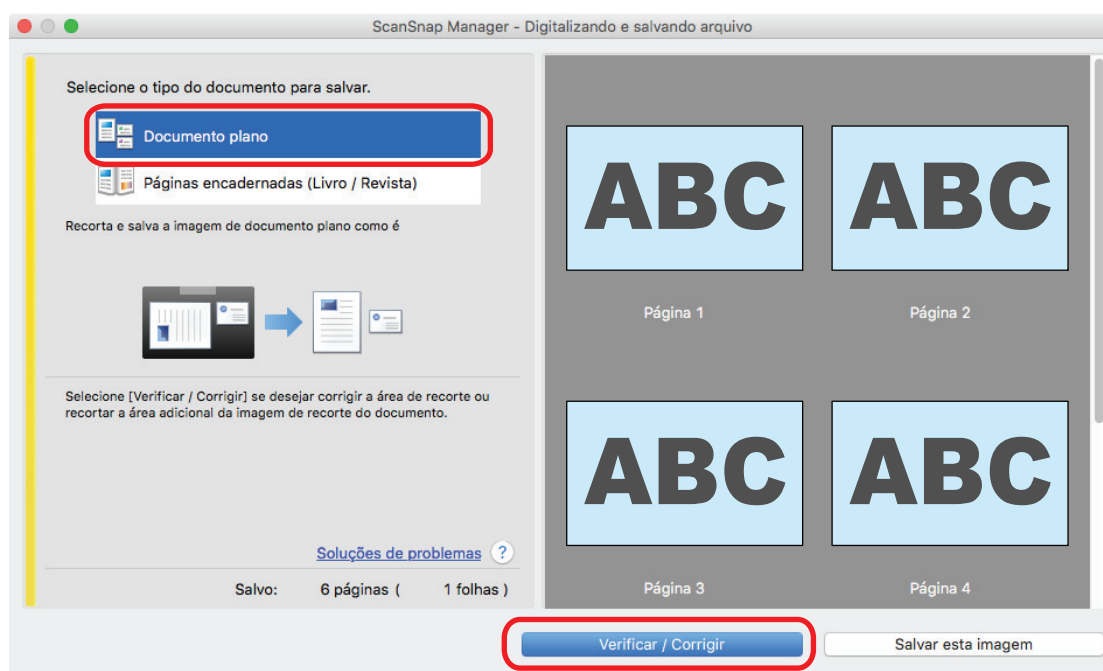 ScanSnap Manager - Digitalizando e salvando arquivo
Selecione o tipo do documento para salvar.
Documento plano
Páginas encadernadas (Livro / Revista)
Recorta e salva a imagem de documento plano como é
Selecione [Verificar / Corrigir] se desejar corrigir a área de recorte ou
recortar a área adicional da imagem de recorte do documento.
Soluções de problemas ?
Salvo: 6 páginas ( 1 folhas )
ABC ABC
Página 1 Página 2
ABC ABC
Página 3 Página 4
Verificar / Corrigir Salvar esta imagem